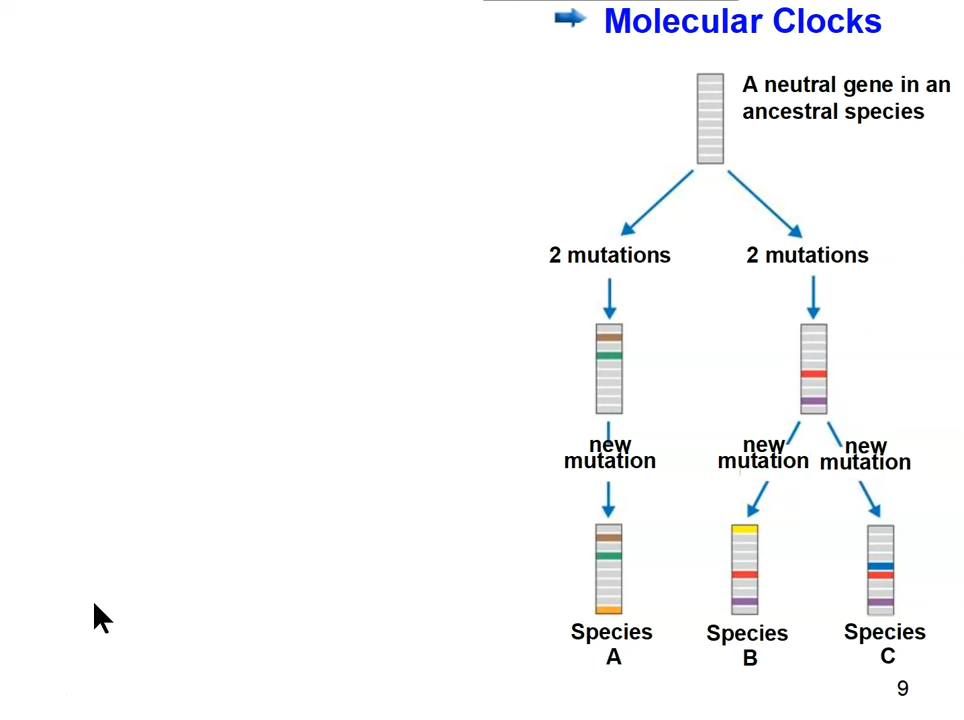 Molecular Clocks
A neutral gene in an
ancestral species
2 mutations
2 mutations
new
mutation
new
mutation
new
mutation
Species
A
Species
B
Species
C
9